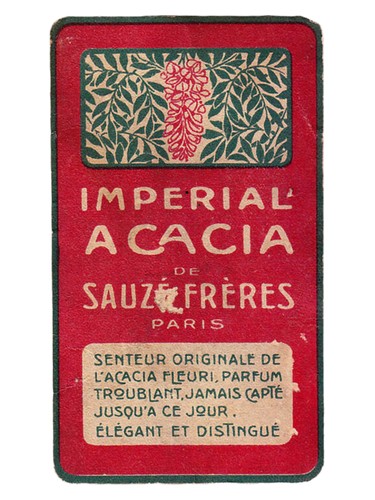 IMPERIAL
ACACIA
DE
SAUZÉ FRÈRES
PARIS
SENTEUR ORIGINALE DE
L'ACACIA FLEURI, PARFUM
TROUBLANT, JAMAIS CAPTÉ
JUSQU'A CE JOUR.
ÉLÉGANT ET DISTINGUÉ